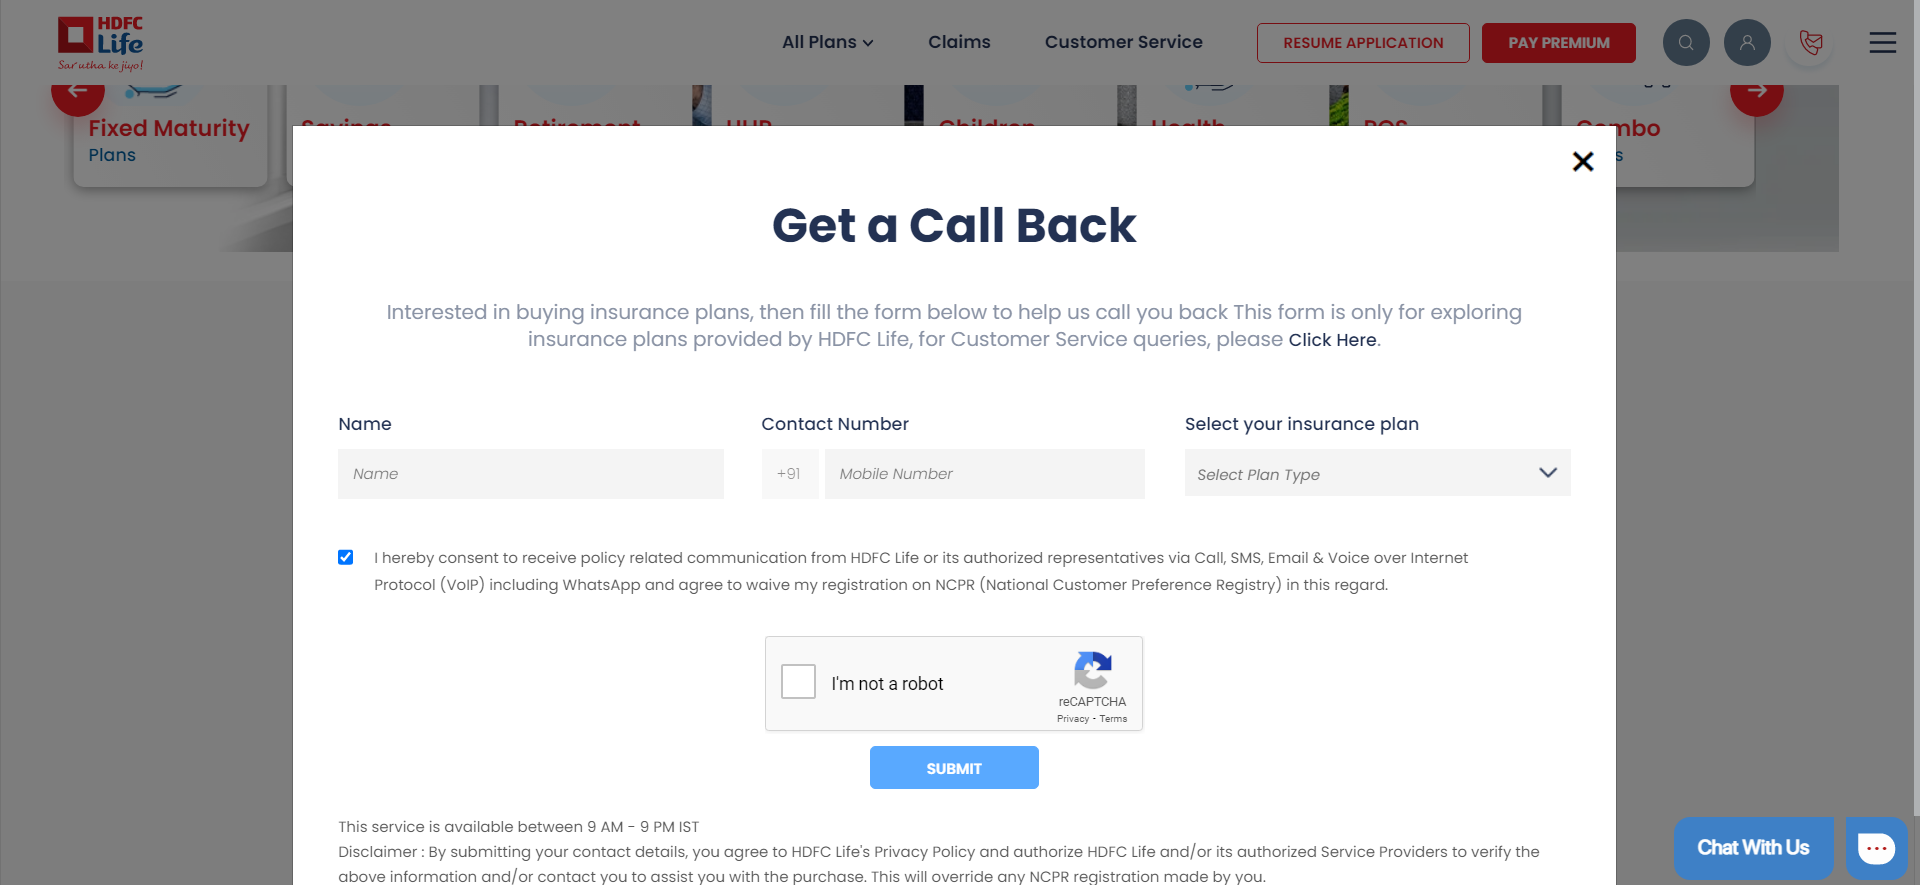 HDFC
Life
Sar utha ke jiyo!
All Plans
Claims
Customer Service
RESUME APPLICATION
PAY PREMIUM
Fixed Maturity
Plans
Savings
Retirement
Children
Health
Combo
Get a Call Back
Interested in buying insurance plans, then fill the form below to help us call you back This form is only for exploring
insurance plans provided by HDFC Life, for Customer Service queries, please Click Here.
Name
Contact Number
Select your insurance plan
Name
+91
Mobile Number
Select Plan Type
I hereby consent to receive policy related communication from HDFC Life or its authorized representatives via Call, SMS, Email & Voice over Internet
Protocol (VoIP) including WhatsApp and agree to waive my registration on NCPR (National Customer Preference Registry) in this regard.
I'm not a robot
reCAPTCHA
Privacy - Terms
SUBMIT
This service is available between 9 AM - 9 PM IST
Disclaimer : By submitting your contact details, you agree to HDFC Life's Privacy Policy and authorize HDFC Life and/or its authorized Service Providers to verify the
above information and/or contact you to assist you with the purchase. This will override any NCPR registration made by you.
Chat With Us